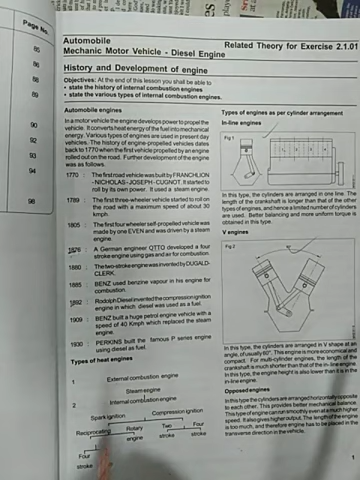 Page No.
85
86
88
89
90
92
93
94
98
Automobile
Mechanic Motor Vehicle - Diesel Engine
Related Theory for Exercise 2.1.01
History and Development of engine
Objectives: At the end of this lesson you shall be able to
• state the history of internal combustion engines
• state the various types of internal combustion engines.
Automobile engines
In a motor vehicle the engine develops power to propel the
vehicle. It converts heat energy of the fuel into mechanical
energy. Various types of engines are used in present day
vehicles. The history of engine-propelled vehicles dates
back to 1770 when the first vehicle propelled by an engine
rolled out on the road. Further development of the engine
was as follows.
1770 : The first road vehicle was built by FRANCHLION
- NICHOLAS - JOSEPH - CUGNOT. It started to
roll by its own power. It used a steam engine.
1789 : The first three-wheeler vehicle started to roll on
the road with a maximum speed of about 30
kmph.
1805 : The first four wheeler self-propelled vehicle was
made by one EVEN and was driven by a steam
engine.
1876 : A German engineer OTTO developed a four
stroke engine using gas and air for combustion.
1880 : The two-stroke engine was invented by DUGALD-
CLERK.
1885 : BENZ used benzine vapour in his engine for
combustion.
1892 : Rodolph Diesel invented the compression ignition
engine in which diesel was used as a fuel.
1909 : BENZ built a huge petrol engine vehicle with a
speed of 40 Kmph which replaced the steam
engine.
1930 : PERKINS built the famous P series engine
using diesel as fuel.
Types of heat engines
1 External combustion engine
Steam engine
2 Internal combustion engine
Spark ignition Compression ignition
Reciprocating Rotary engine Two stroke Four stroke
Four
stroke
Types of engines as per cylinder arrangement
In-line engines
Fig 1
In this type, the cylinders are arranged in one line. The
length of the crankshaft is longer than that of the other
types of engines, and hence a limited number of cylinders
are used. Better balancing and more uniform torque is
obtained in this type.
V engines
Fig 2
In this type, the cylinders are arranged in V shape at an
angle, of usually 60°. This engine is more economical and
compact. For multi-cylinder engines, the length of the
crankshaft is much shorter than that of the in-line engine.
In this type, the engine height is also lower than it is in the
in-line engine.
Opposed engines
In this type the cylinders are arranged horizontally opposite
to each other. This provides better mechanical balance.
This type of engine can run smoothly even at a much higher
speed. It also gives higher output. The length of the engine
is too much, and therefore engine has to be placed in the
transverse direction in the vehicle.
1